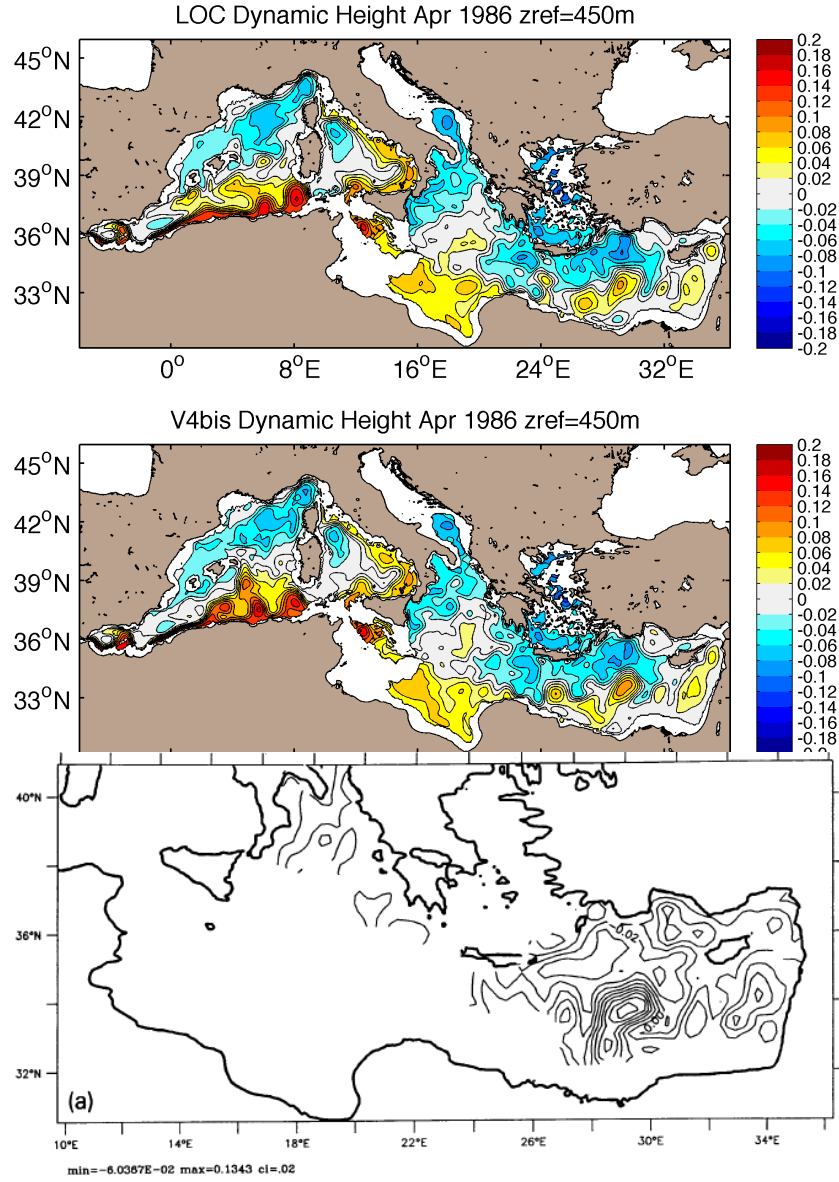 LOC Dynamic Height Apr 1986 zref=450m
45°N
42°N
39°N
36°N
33°N
0°
8°E
16°E
24°E
32°E
0.2
0.18
0.16
0.14
0.12
0.1
0.08
0.06
0.04
0.02
0
-0.02
-0.04
-0.06
-0.08
-0.1
-0.12
-0.14
-0.16
-0.18
-0.2
V4bis Dynamic Height Apr 1986 zref=450m
45°N
42°N
39°N
36°N
33°N
0.2
0.18
0.16
0.14
0.12
0.1
0.08
0.06
0.04
0.02
0
-0.02
-0.04
-0.06
-0.08
-0.1
-0.12
-0.14
-0.16
-0.18
40°N
36°N
32°N
0.02
(a)
10°E
14°E
18°E
22°E
26°E
30°E
34°E
min=-6.0367E-02 max=0.1343 ci=.02